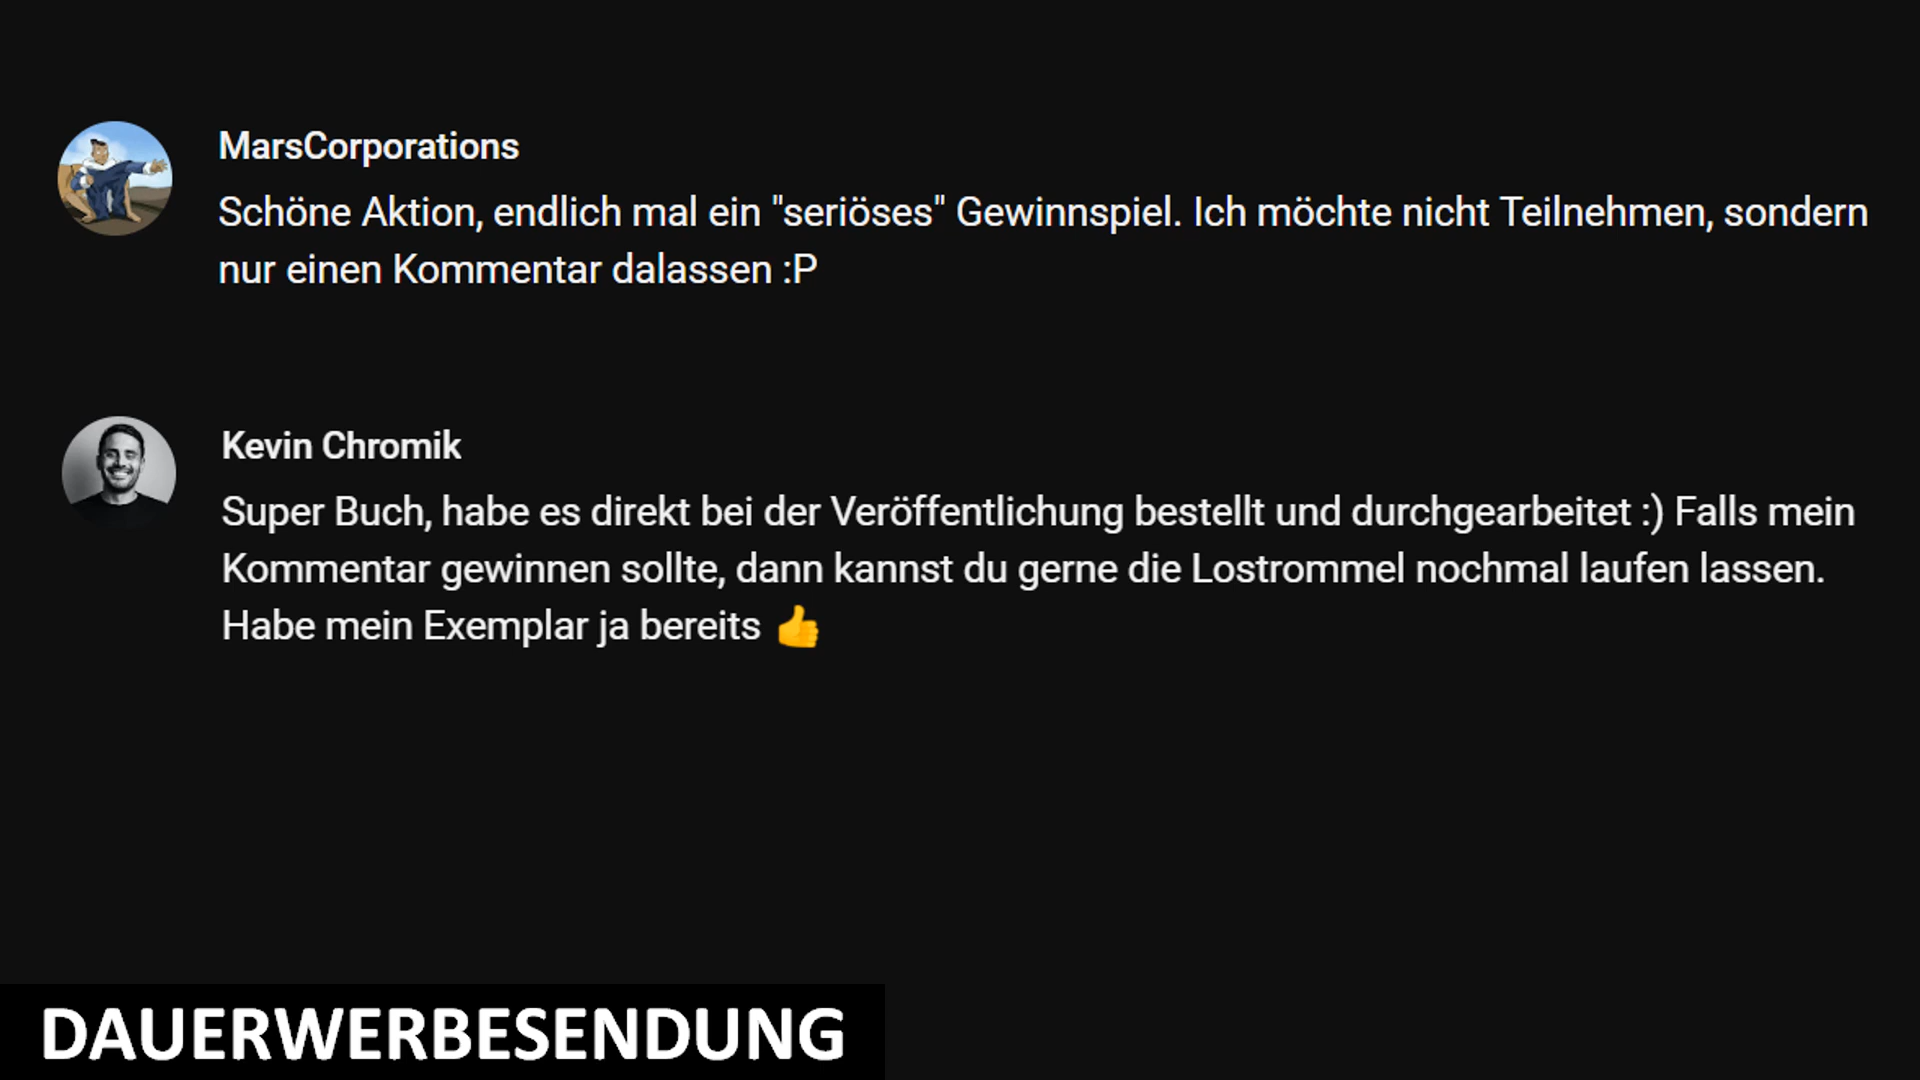 MarsCorporations
Schöne Aktion, endlich mal ein "seriöses" Gewinnspiel. Ich möchte nicht Teilnehmen, sondern
nur einen Kommentar dalassen :P
Kevin Chromik
Super Buch, habe es direkt bei der Veröffentlichung bestellt und durchgearbeitet :) Falls mein
Kommentar gewinnen sollte, dann kannst du gerne die Lostrommel nochmal laufen lassen.
Habe mein Exemplar ja bereits 👍
DAUERWERBESENDUNG